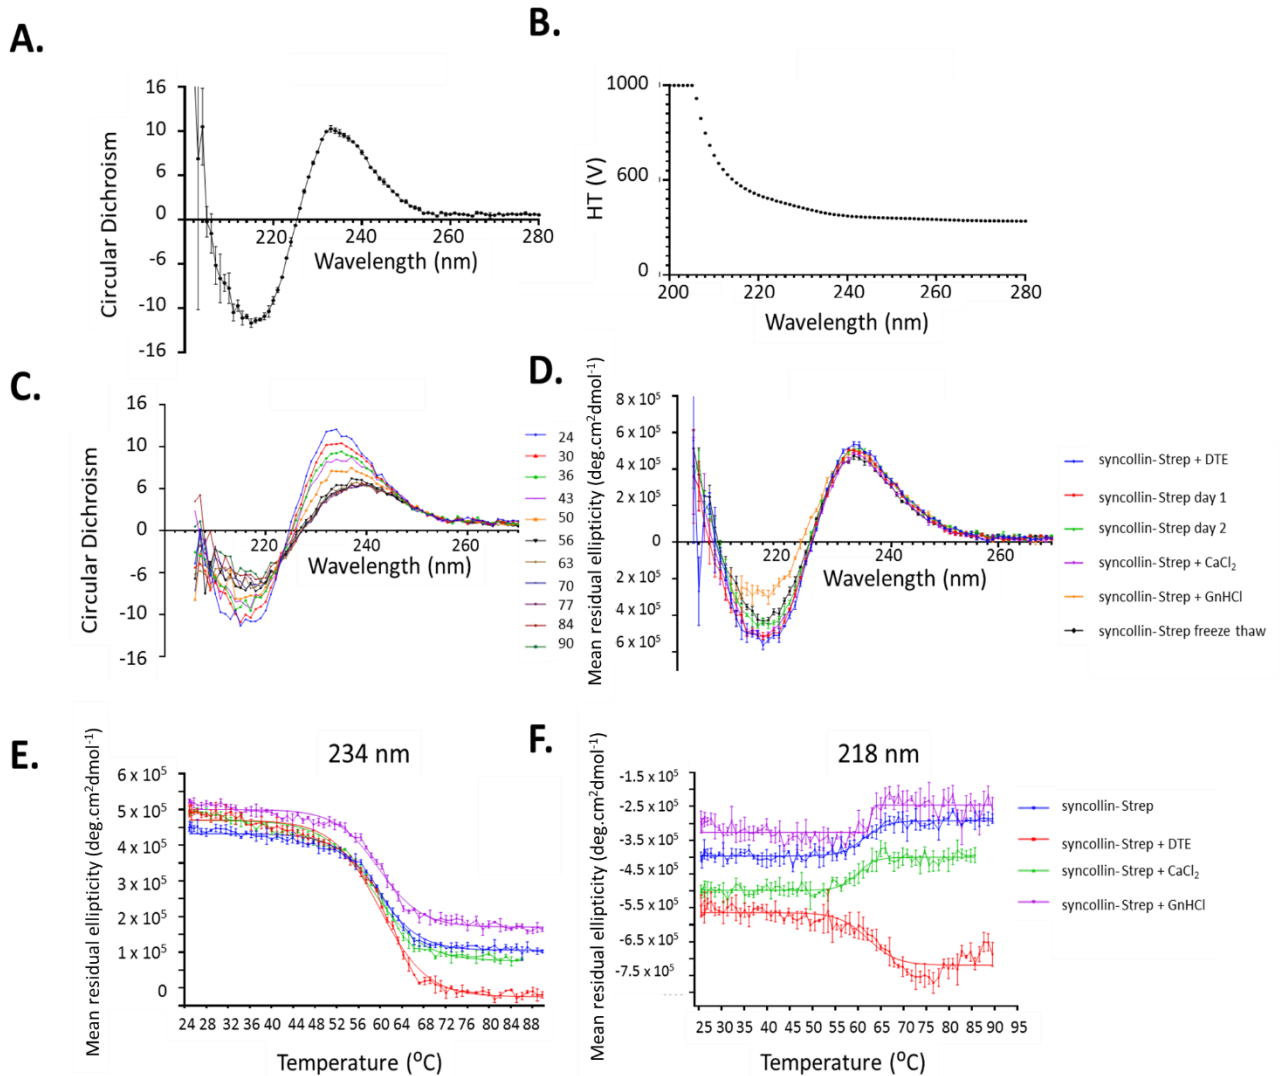 A.
16
10
6
0
-6
-10
-16
220
240
260
280
Circular Dichroism
Wavelength (nm)
B.
1000
600
0
200
220
240
260
280
HT (V)
Wavelength (nm)
C.
16
10
6
0
-6
-10
-16
220
240
260
Circular Dichroism
Wavelength (nm)
24
30
36
43
50
56
63
70
77
84
90
D.
8 x 10⁵
6 x 10⁵
4 x 10⁵
2 x 10⁵
0
2 x 10⁵
4 x 10⁵
6 x 10⁵
220
240
260
Mean residual ellipticity (deg.cm²dmol⁻¹)
Wavelength (nm)
syncollin-Strep + DTE
syncollin-Strep day 1
syncollin-Strep day 2
syncollin-Strep + CaCl₂
syncollin-Strep + GnHCl
syncollin-Strep freeze thaw
E.
234 nm
6 x 10⁵
5 x 10⁵
4 x 10⁵
3 x 10⁵
2 x 10⁵
1 x 10⁵
0
24 28 32 36 40 44 48 52 56 60 64 68 72 76 80 84 88
Mean residual ellipticity (deg.cm²dmol⁻¹)
Temperature (⁰C)
F.
218 nm
-1.5 x 10⁵
-2.5 x 10⁵
-3.5 x 10⁵
-4.5 x 10⁵
-5.5 x 10⁵
-6.5 x 10⁵
-7.5 x 10⁵
25 30 35 40 45 50 55 60 65 70 75 80 85 90 95
Mean residual ellipticity (deg.cm²dmol⁻¹)
Temperature (⁰C)
syncollin-Strep
syncollin-Strep + DTE
syncollin-Strep + CaCl₂
syncollin-Strep + GnHCl